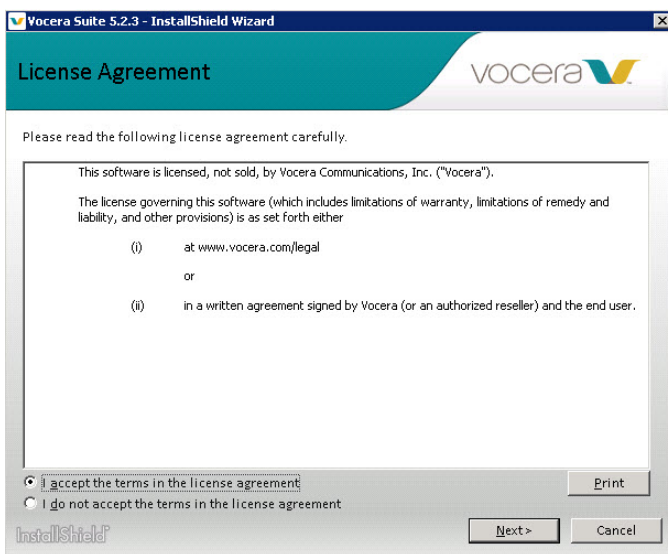 Vocera Suite 5.2.3 - InstallShield Wizard
License Agreement
vocera
Please read the following license agreement carefully.
This software is licensed, not sold, by Vocera Communications, Inc. ("Vocera").
The license governing this software (which includes limitations of warranty, limitations of remedy and
liability, and other provisions) is as set forth either
(i) at www.vocera.com/legal
or
(ii) in a written agreement signed by Vocera (or an authorized reseller) and the end user.
I accept the terms in the license agreement
Print
I do not accept the terms in the license agreement
InstallShield
Next >
Cancel